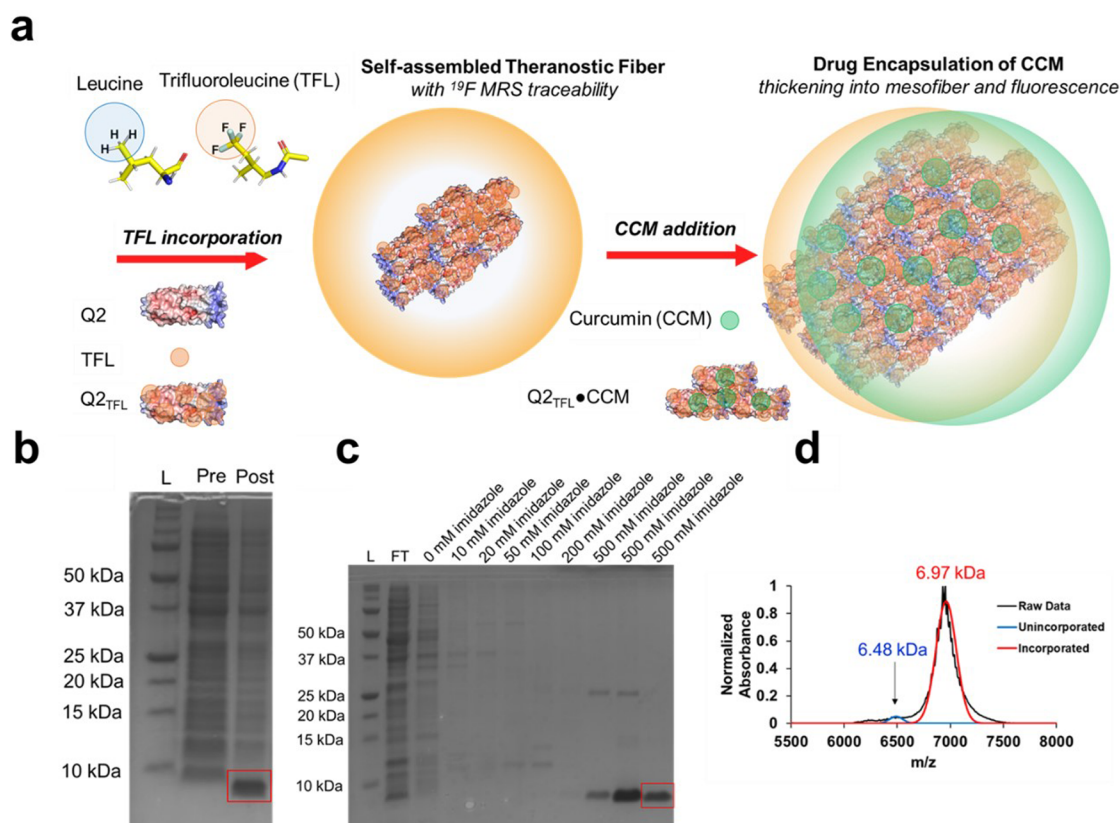 a
Leucine
Trifluoroleucine (TFL)
H H H
F F F
Self-assembled Theranostic Fiber
with ¹⁹F MRS traceability
Drug Encapsulation of CCM
thickening into mesofiber and fluorescence
TFL incorporation
CCM addition
Q2
TFL
Q2TFL
Curcumin (CCM)
Q2TFL●CCM
b
L Pre Post
50 kDa
37 kDa
25 kDa
20 kDa
15 kDa
10 kDa
c
L
FT
0 mM imidazole
10 mM imidazole
20 mM imidazole
50 mM imidazole
100 mM imidazole
200 mM imidazole
500 mM imidazole
500 mM imidazole
500 mM imidazole
50 kDa
37 kDa
25 kDa
20 kDa
15 kDa
10 kDa
d
6.97 kDa
6.48 kDa
Raw Data
Unincorporated
Incorporated
Normalized
Absorbance
1
0.8
0.6
0.4
0.2
0
5500 6000 6500 7000 7500 8000
m/z